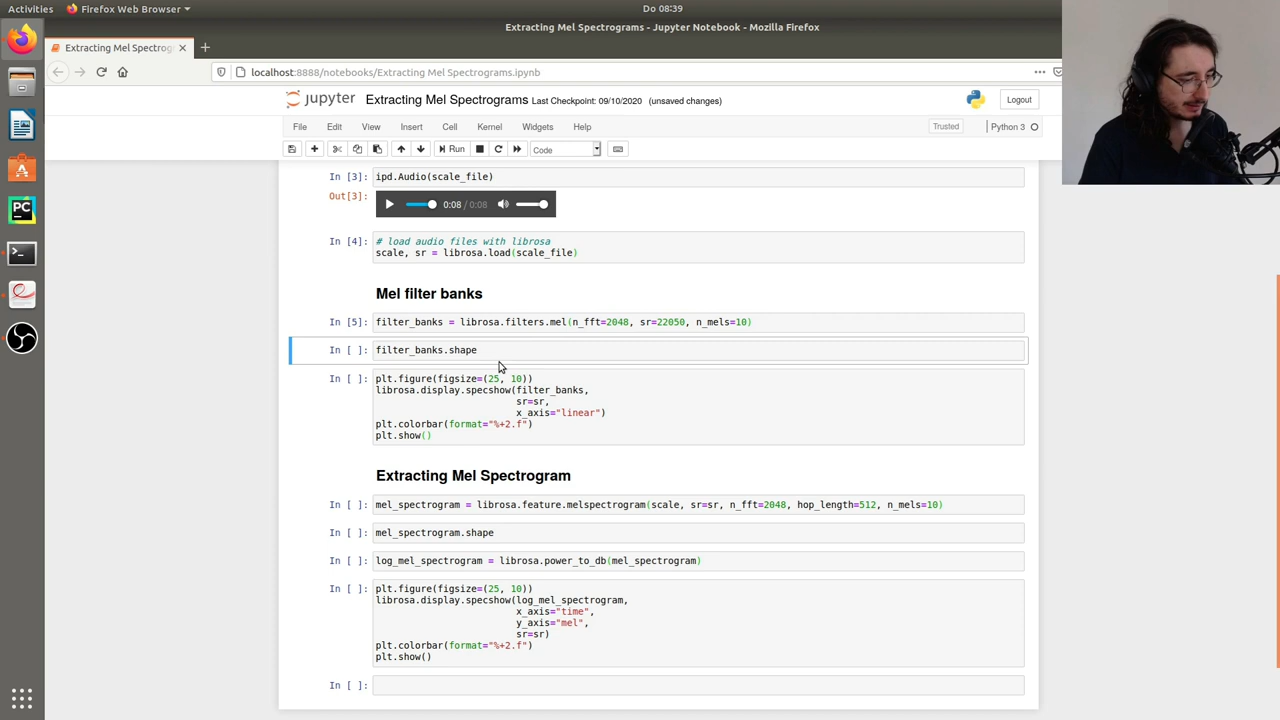 Activities
Firefox Web Browser
Do 08:39
Extracting Mel Spectrograms - Jupyter Notebook - Mozilla Firefox
Extracting Mel Spectrog
localhost:8888/notebooks/Extracting Mel Spectrograms.ipynb
jupyter
Extracting Mel Spectrograms Last Checkpoint: 09/10/2020 (unsaved changes)
Logout
File Edit View Insert Cell Kernel Widgets Help
Trusted
Python 3
Run
Code
In [3]: ipd.Audio(scale_file)
Out[3]:
0:08 / 0:08
In [4]: # load audio files with librosa
scale, sr = librosa.load(scale_file)
Mel filter banks
In [5]: filter_banks = librosa.filters.mel(n_fft=2048, sr=22050, n_mels=10)
In [ ]: filter_banks.shape
In [ ]: plt.figure(figsize=(25, 10))
librosa.display.specshow(filter_banks,
sr=sr,
x_axis="linear")
plt.colorbar(format="%+2.f")
plt.show()
Extracting Mel Spectrogram
In [ ]: mel_spectrogram = librosa.feature.melspectrogram(scale, sr=sr, n_fft=2048, hop_length=512, n_mels=10)
In [ ]: mel_spectrogram.shape
In [ ]: log_mel_spectrogram = librosa.power_to_db(mel_spectrogram)
In [ ]: plt.figure(figsize=(25, 10))
librosa.display.specshow(log_mel_spectrogram,
x_axis="time",
y_axis="mel",
sr=sr)
plt.colorbar(format="%+2.f")
plt.show()
In [ ]:
PC